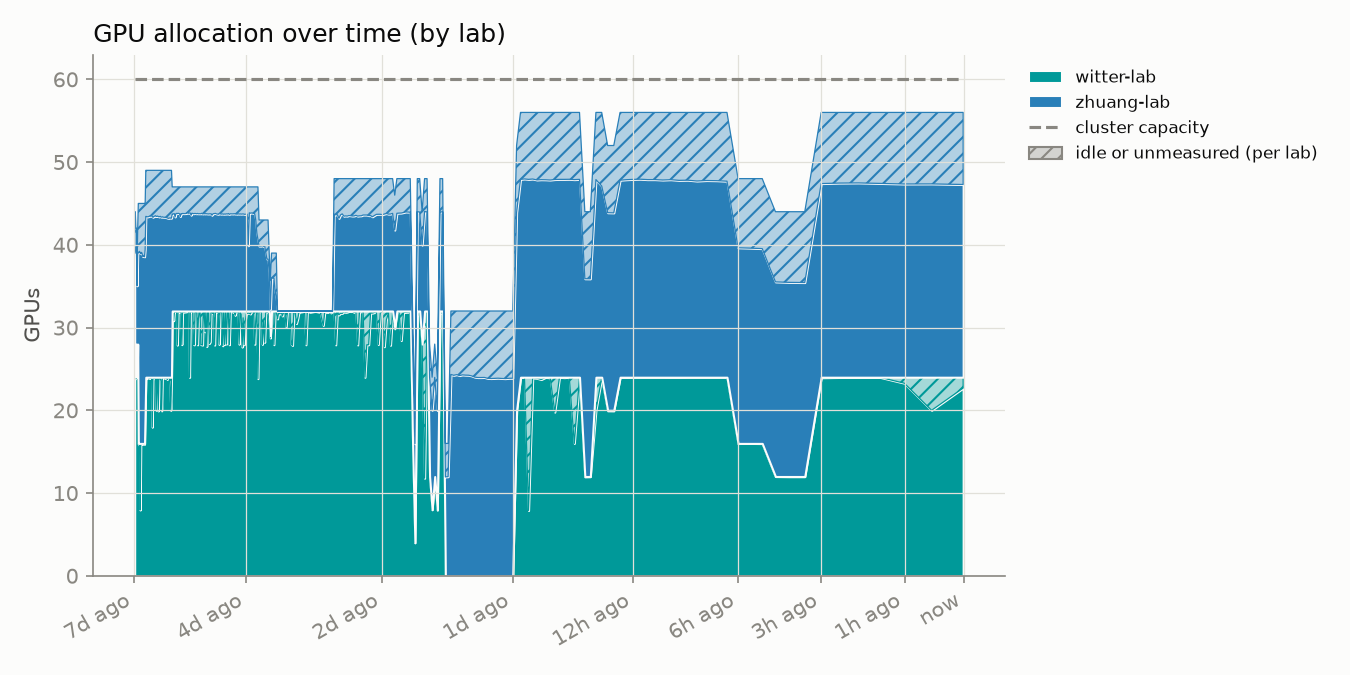 GPU allocation over time (by lab)
60
50
40
30
20
10
0
GPUs
7d ago
4d ago
2d ago
1d ago
12h ago
6h ago
3h ago
1h ago
now
witter-lab
zhuang-lab
cluster capacity
idle or unmeasured (per lab)